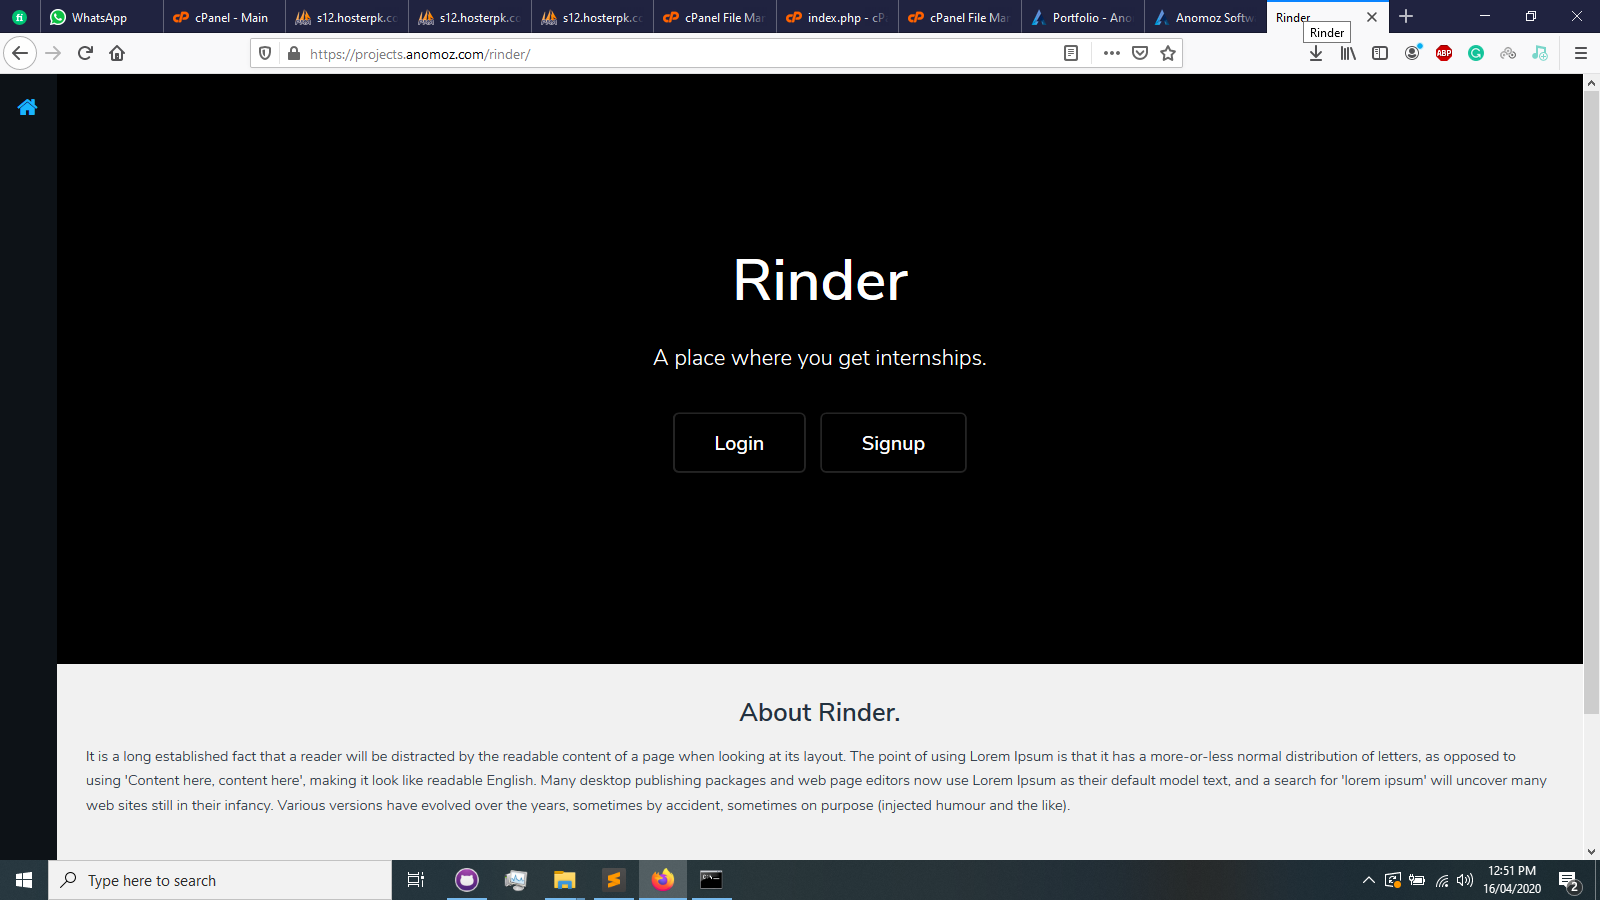 WhatsApp
cPanel - Main
s12.hosterpk.co
s12.hosterpk.co
s12.hosterpk.co
cPanel File Mar
index.php - cP
cPanel File Mar
Portfolio - Ano
Anomoz Softw
Rinder
Rinder
https://projects.anomoz.com/rinder/
ABP
Rinder
A place where you get internships.
Login
Signup
About Rinder.
It is a long established fact that a reader will be distracted by the readable content of a page when looking at its layout. The point of using Lorem Ipsum is that it has a more-or-less normal distribution of letters, as opposed to
using 'Content here, content here', making it look like readable English. Many desktop publishing packages and web page editors now use Lorem Ipsum as their default model text, and a search for 'lorem ipsum' will uncover many
web sites still in their infancy. Various versions have evolved over the years, sometimes by accident, sometimes on purpose (injected humour and the like).
Type here to search
12:51 PM
16/04/2020
2